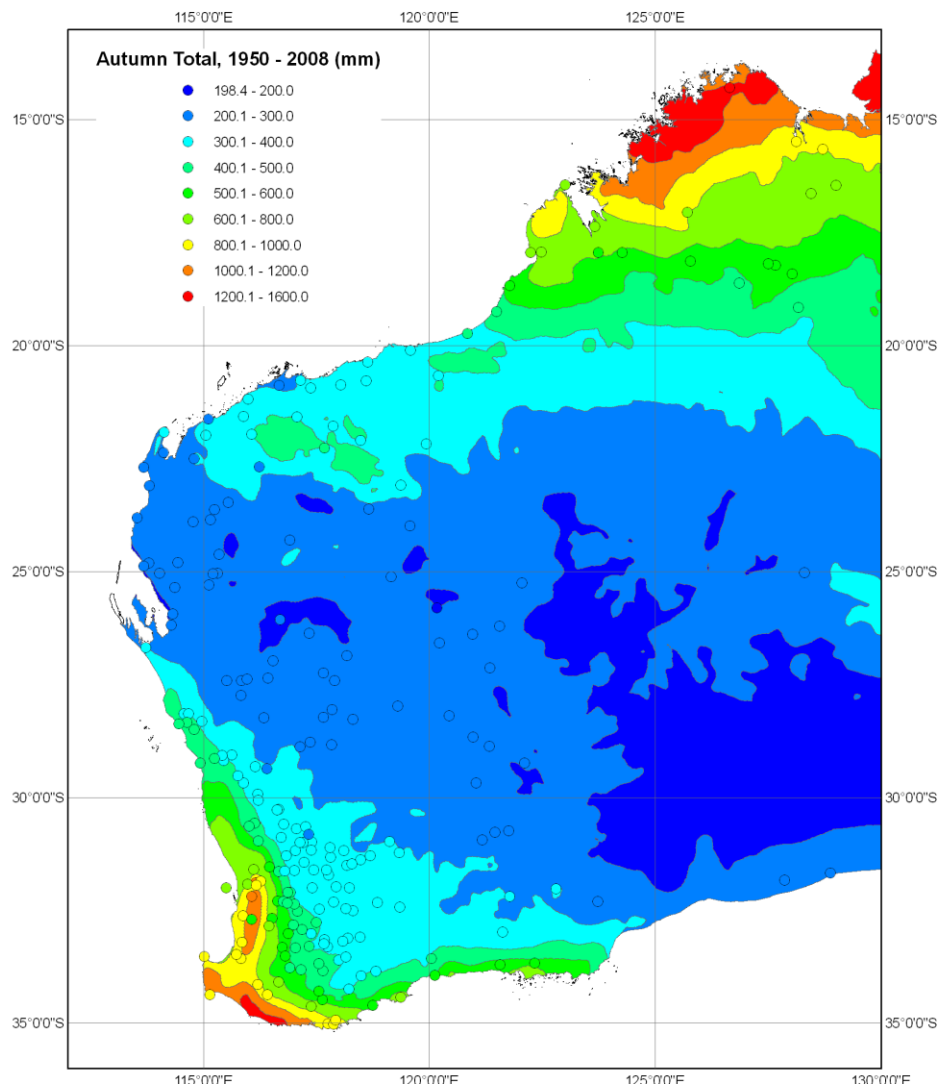 115°0'0"E 120°0'0"E 125°0'0"E
Autumn Total, 1950 - 2008 (mm)
198.4 - 200.0
200.1 - 300.0
300.1 - 400.0
400.1 - 500.0
500.1 - 600.0
600.1 - 800.0
800.1 - 1000.0
1000.1 - 1200.0
1200.1 - 1600.0
15°0'0"S 15°0'0"S
20°0'0"S 20°0'0"S
25°0'0"S 25°0'0"S
30°0'0"S 30°0'0"S
35°0'0"S 35°0'0"S
115°0'0"E 120°0'0"E 125°0'0"E 130°0'0"E